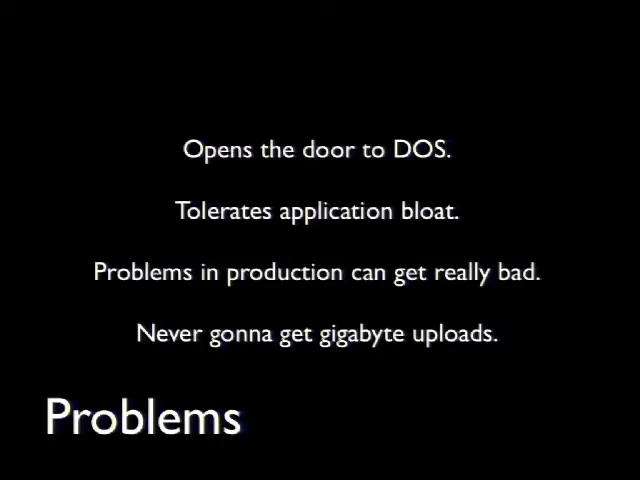 Opens the door to DOS.
Tolerates application bloat.
Problems in production can get really bad.
Never gonna get gigabyte uploads.
Problems